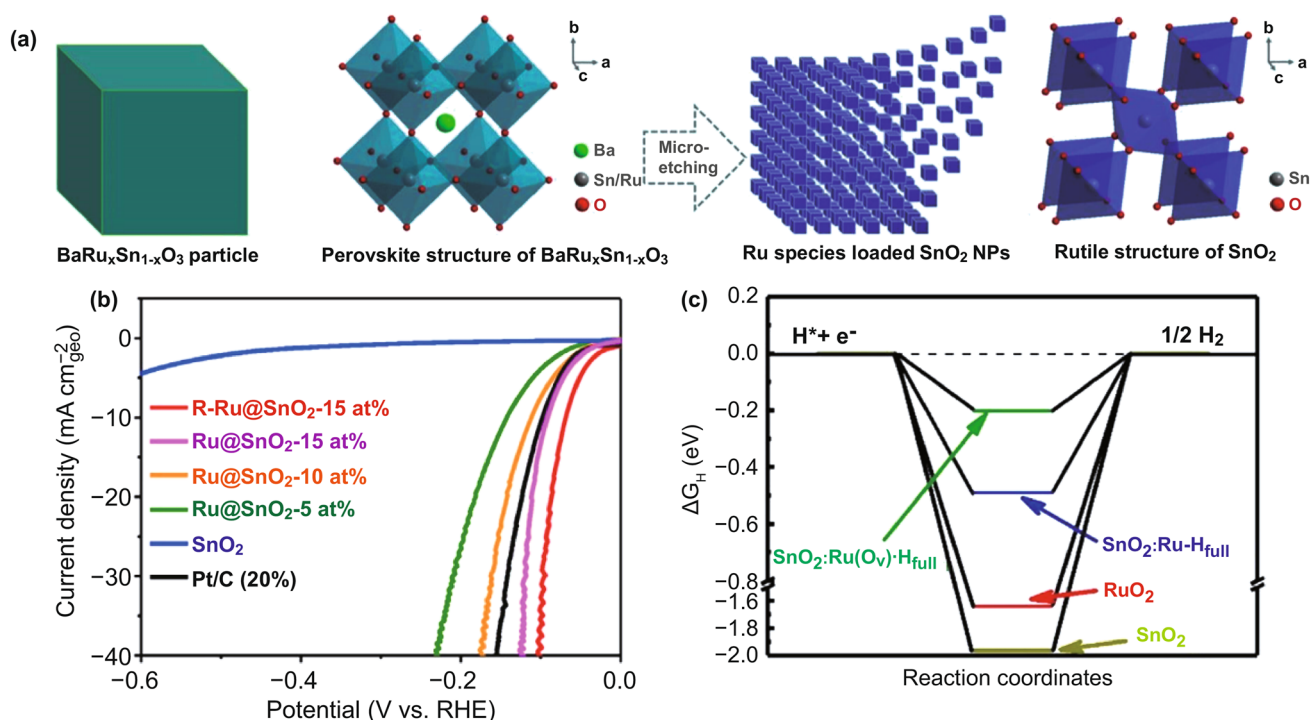 (a)
b
a
c
Ba
Sn/Ru
O
Micro-
etching
b
a
c
Sn
O
BaRuₓSn₁₋ₓO₃ particle
Perovskite structure of BaRuₓSn₁₋ₓO₃
Ru species loaded SnO₂ NPs
Rutile structure of SnO₂
(b)
Current density (mA cm⁻²geo)
0
−10
−20
−30
−40
R-Ru@SnO₂-15 at%
Ru@SnO₂-15 at%
Ru@SnO₂-10 at%
Ru@SnO₂-5 at%
SnO₂
Pt/C (20%)
−0.6
−0.4
−0.2
0.0
Potential (V vs. RHE)
(c)
ΔG_H (eV)
0.2
0.0
−0.2
−0.4
−0.6
−0.8
−1.6
−1.8
−2.0
H*+ e-
1/2 H₂
SnO₂:Ru(Oᵥ)·H_full
SnO₂:Ru-H_full
RuO₂
SnO₂
Reaction coordinates